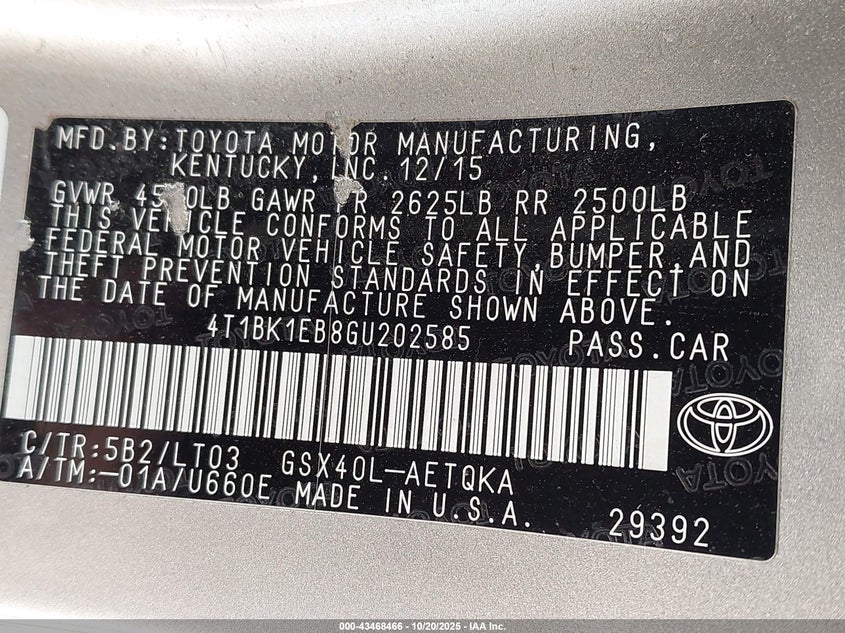 MFD. BY: TOYOTA MOTOR MANUFACTURING,
KENTUCKY, INC. 12/15
GVWR LB GAWR 2625LB RR 2500LB
THIS VEHICLE CONFORMS TO ALL APPLICABLE
FEDERAL MOTOR VEHICLE SAFETY, BUMPER, AND
THEFT PREVENTION STANDARDS IN EFFECT ON
THE DATE OF MANUFACTURE SHOWN ABOVE.
4T1BK1EB8GU202585 PASS. CAR
C/TR: 5B2/LT03 GSX40L-AETQKA
A/TM: -01A/U660E MADE IN U.S.A. 29392
000-43468466 - 10/20/2025 - IAA Inc.